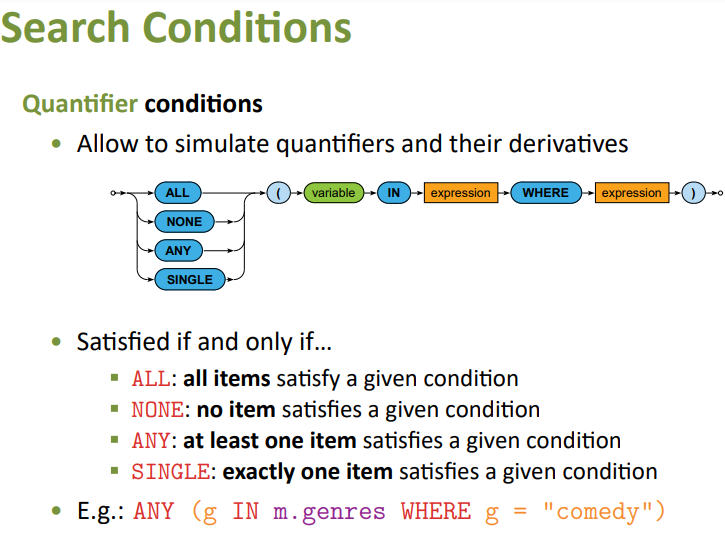 Search Conditions
Quantifier conditions
• Allow to simulate quantifiers and their derivatives
ALL ( variable IN expression WHERE expression )
NONE
ANY
SINGLE
• Satisfied if and only if...
▪ ALL: all items satisfy a given condition
▪ NONE: no item satisfies a given condition
▪ ANY: at least one item satisfies a given condition
▪ SINGLE: exactly one item satisfies a given condition
• E.g.: ANY (g IN m.genres WHERE g = "comedy")